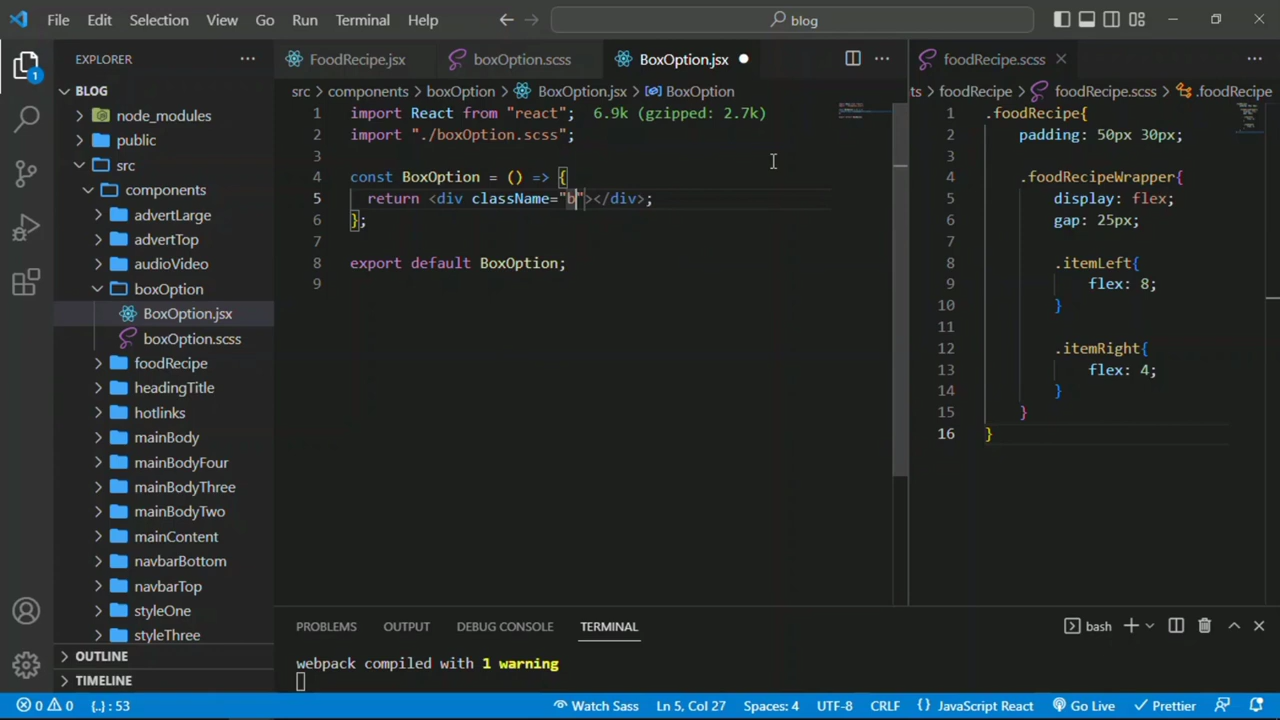 File Edit Selection View Go Run Terminal Help
blog
EXPLORER
BLOG
node_modules
public
src
components
advertLarge
advertTop
audioVideo
boxOption
BoxOption.jsx
boxOption.scss
foodRecipe
headingTitle
hotlinks
mainBody
mainBodyFour
mainBodyThree
mainBodyTwo
mainContent
navbarBottom
navbarTop
styleOne
styleThree
OUTLINE
TIMELINE
1
FoodRecipe.jsx boxOption.scss BoxOption.jsx
src > components > boxOption > BoxOption.jsx > BoxOption
1 import React from "react"; 6.9k (gzipped: 2.7k)
2 import "./boxOption.scss";
3
4 const BoxOption = () => {
5 return <div className="b"></div>;
6 };
7
8 export default BoxOption;
9
foodRecipe.scss
ts > foodRecipe > foodRecipe.scss > .foodRecipe
1 .foodRecipe{
2 padding: 50px 30px;
3
4 .foodRecipeWrapper{
5 display: flex;
6 gap: 25px;
7
8 .itemLeft{
9 flex: 8;
10 }
11
12 .itemRight{
13 flex: 4;
14 }
15 }
16 }
PROBLEMS OUTPUT DEBUG CONSOLE TERMINAL
bash
webpack compiled with 1 warning
0 0 {..} : 53
Watch Sass Ln 5, Col 27 Spaces: 4 UTF-8 CRLF { } JavaScript React Go Live Prettier